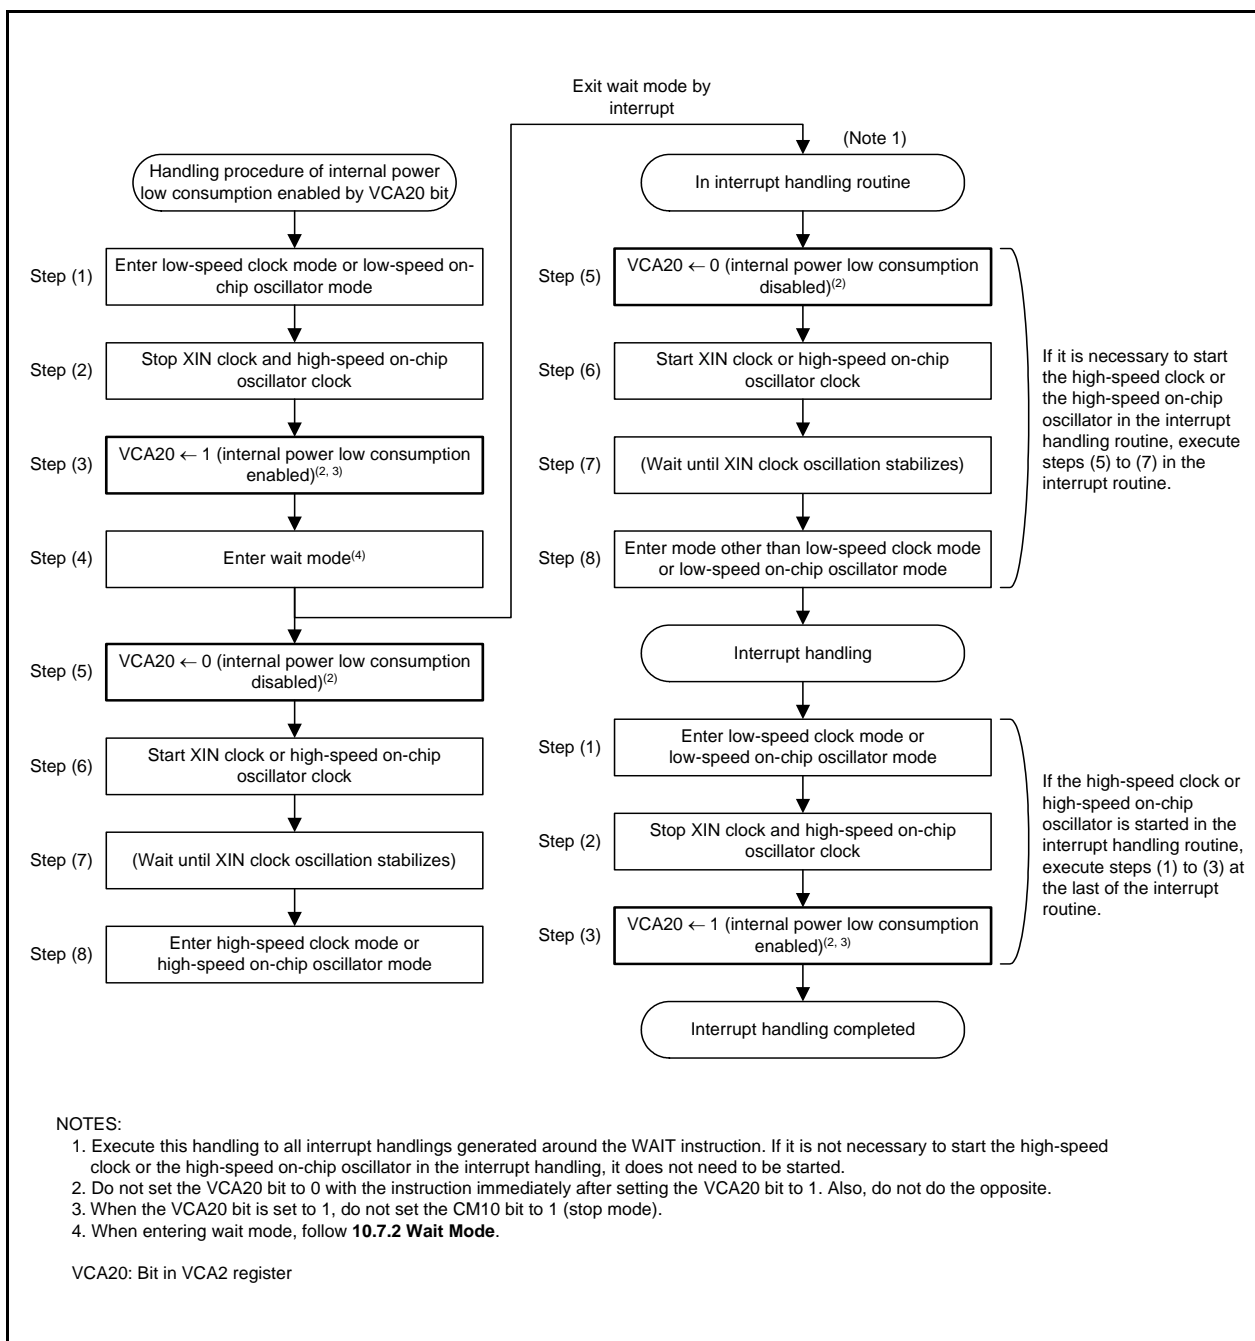 Exit wait mode by
interrupt
(Note 1)
Handling procedure of internal power
low consumption enabled by VCA20 bit
Step (1)
Enter low-speed clock mode or low-speed on-
chip oscillator mode
Step (2)
Stop XIN clock and high-speed on-chip
oscillator clock
Step (3)
VCA20 ← 1 (internal power low consumption
enabled)(2, 3)
Step (4)
Enter wait mode(4)
Step (5)
VCA20 ← 0 (internal power low consumption
disabled)(2)
Step (6)
Start XIN clock or high-speed on-chip
oscillator clock
Step (7)
(Wait until XIN clock oscillation stabilizes)
Step (8)
Enter high-speed clock mode or
high-speed on-chip oscillator mode
In interrupt handling routine
Step (5)
VCA20 ← 0 (internal power low consumption
disabled)(2)
Step (6)
Start XIN clock or high-speed on-chip
oscillator clock
Step (7)
(Wait until XIN clock oscillation stabilizes)
Step (8)
Enter mode other than low-speed clock mode
or low-speed on-chip oscillator mode
If it is necessary to start
the high-speed clock or
the high-speed on-chip
oscillator in the interrupt
handling routine, execute
steps (5) to (7) in the
interrupt routine.
Interrupt handling
Step (1)
Enter low-speed clock mode or
low-speed on-chip oscillator mode
Step (2)
Stop XIN clock and high-speed on-chip
oscillator clock
Step (3)
VCA20 ← 1 (internal power low consumption
enabled)(2, 3)
If the high-speed clock or
high-speed on-chip
oscillator is started in the
interrupt handling routine,
execute steps (1) to (3) at
the last of the interrupt
routine.
Interrupt handling completed
NOTES:
1. Execute this handling to all interrupt handlings generated around the WAIT instruction. If it is not necessary to start the high-speed
clock or the high-speed on-chip oscillator in the interrupt handling, it does not need to be started.
2. Do not set the VCA20 bit to 0 with the instruction immediately after setting the VCA20 bit to 1. Also, do not do the opposite.
3. When the VCA20 bit is set to 1, do not set the CM10 bit to 1 (stop mode).
4. When entering wait mode, follow 10.7.2 Wait Mode.
VCA20: Bit in VCA2 register